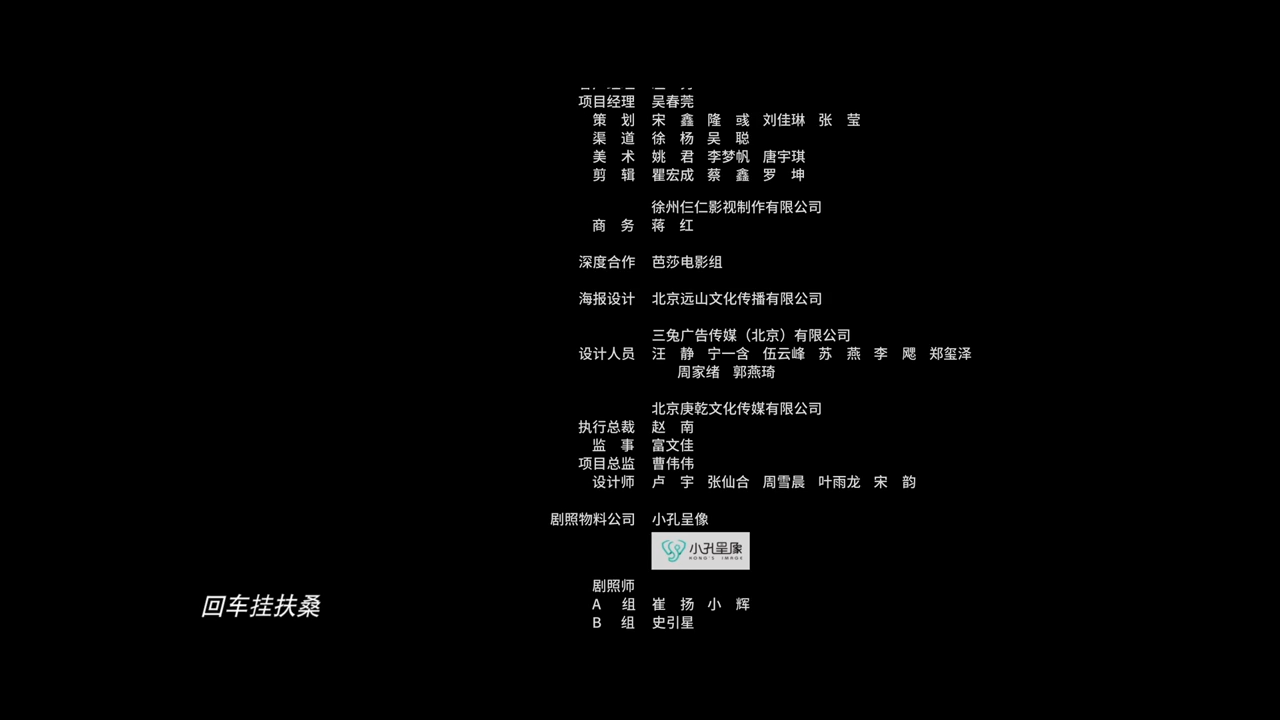 项目经理 吴春莞
策 划 宋 鑫 隆 彧 刘佳琳 张 莹
渠 道 徐 杨 吴 聪
美 术 姚 君 李梦帆 唐宇琪
剪 辑 瞿宏成 蔡 鑫 罗 坤
徐州仨仁影视制作有限公司
商 务 蒋 红
深度合作 芭莎电影组
海报设计 北京远山文化传播有限公司
三兔广告传媒（北京）有限公司
设计人员 汪 静 宁一含 伍云峰 苏 燕 李 飔 郑玺泽
周家绪 郭燕琦
北京庚乾文化传媒有限公司
执行总裁 赵 南
监 事 富文佳
项目总监 曹伟伟
设计师 卢 宇 张仙合 周雪晨 叶雨龙 宋 韵
剧照物料公司 小孔呈像
小孔呈像
KONG'S IMAGE
剧照师
A 组 崔 扬 小 辉
B 组 史引星
回车挂扶桑